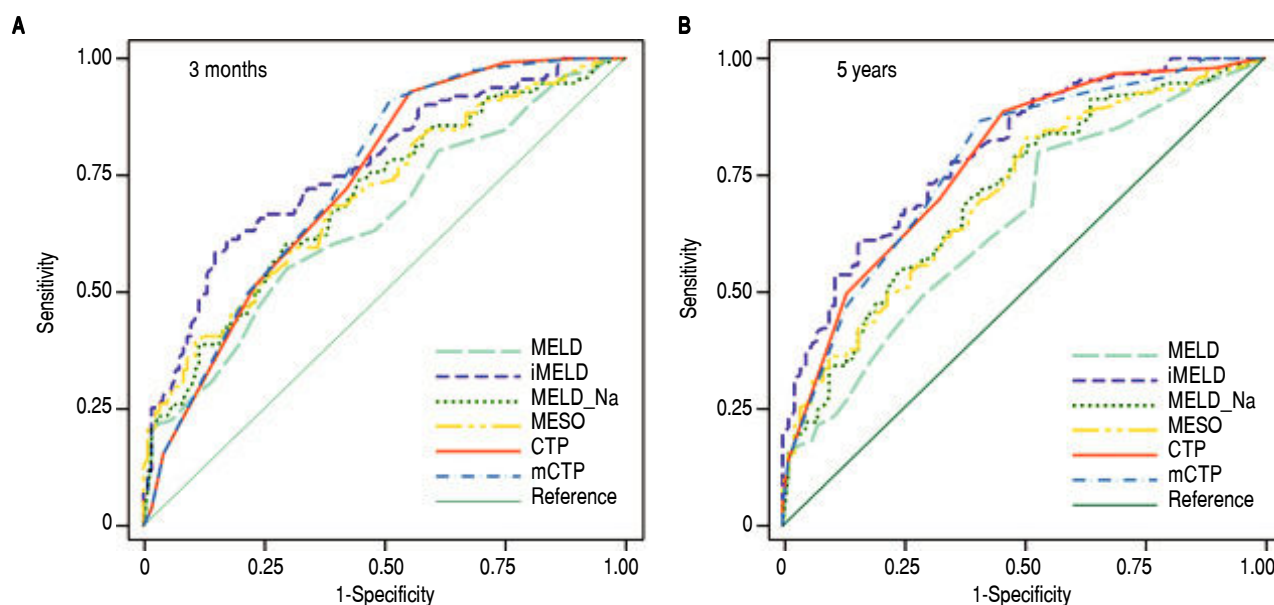 A
3 months
1.00
0.75
0.50
0.25
0
Sensitivity
MELD
iMELD
MELD_Na
MESO
CTP
mCTP
Reference
0 0.25 0.50 0.75 1.00
1-Specificity
B
5 years
1.00
0.75
0.50
0.25
0
Sensitivity
MELD
iMELD
MELD_Na
MESO
CTP
mCTP
Reference
0 0.25 0.50 0.75 1.00
1-Specificity